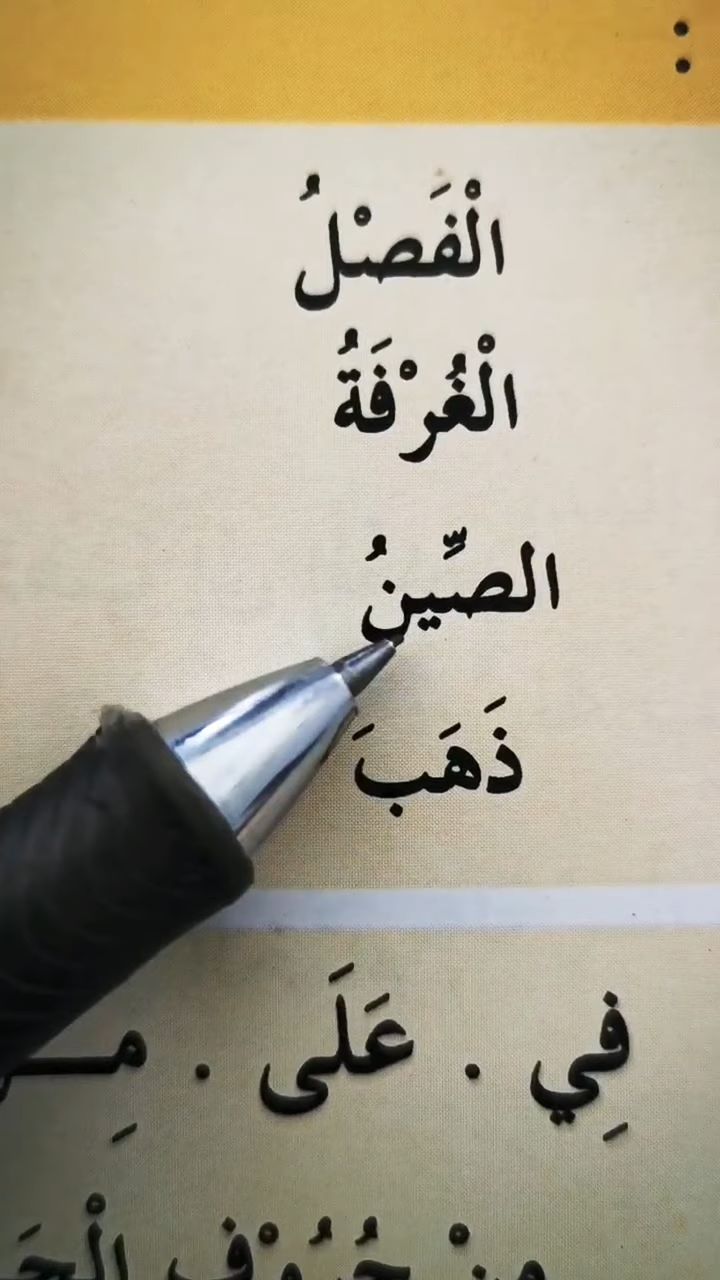 :
الْفَصْلُ
الْغُرْفَةُ
الصِّينُ
ذَهَبَ
فِي . عَلَى .
مِنْ حُرُوْفِ